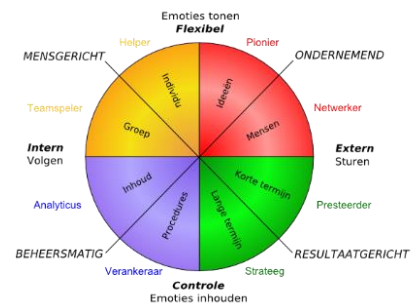 Emoties tonen
Flexibel
Helper
Pionier
MENSGERICHT
ONDERNEMEND
Individu
Ideeën
Teamspeler
Netwerker
Groep
Mensen
Intern
Volgen
Extern
Sturen
Inhoud
Korte termijn
Analyticus
Presteerder
Procedures
Lange termijn
BEHEERSMATIG
RESULTAATGERICHT
Verankeraar
Strateeg
Controle
Emoties inhouden